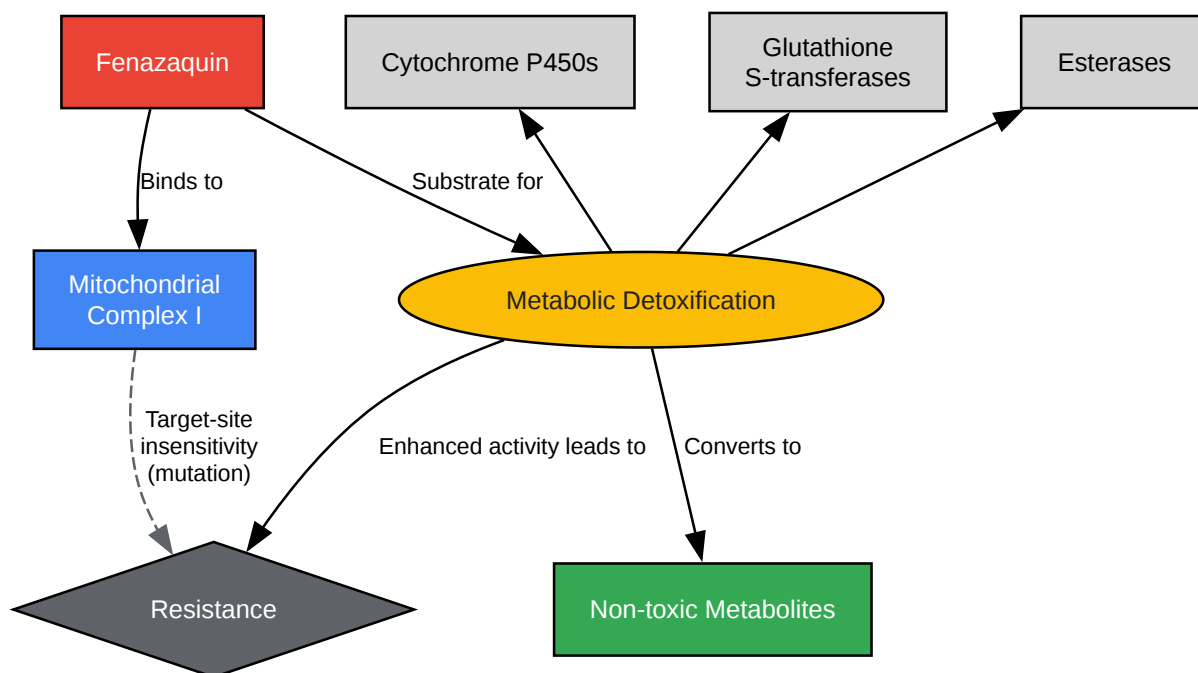 Fenazaquin
Cytochrome P450s
Glutathione
S-transferases
Esterases
Binds to
Substrate for
Mitochondrial
Complex I
Metabolic Detoxification
Target-site
insensitivity
(mutation)
Enhanced activity leads to
Converts to
Resistance
Non-toxic Metabolites